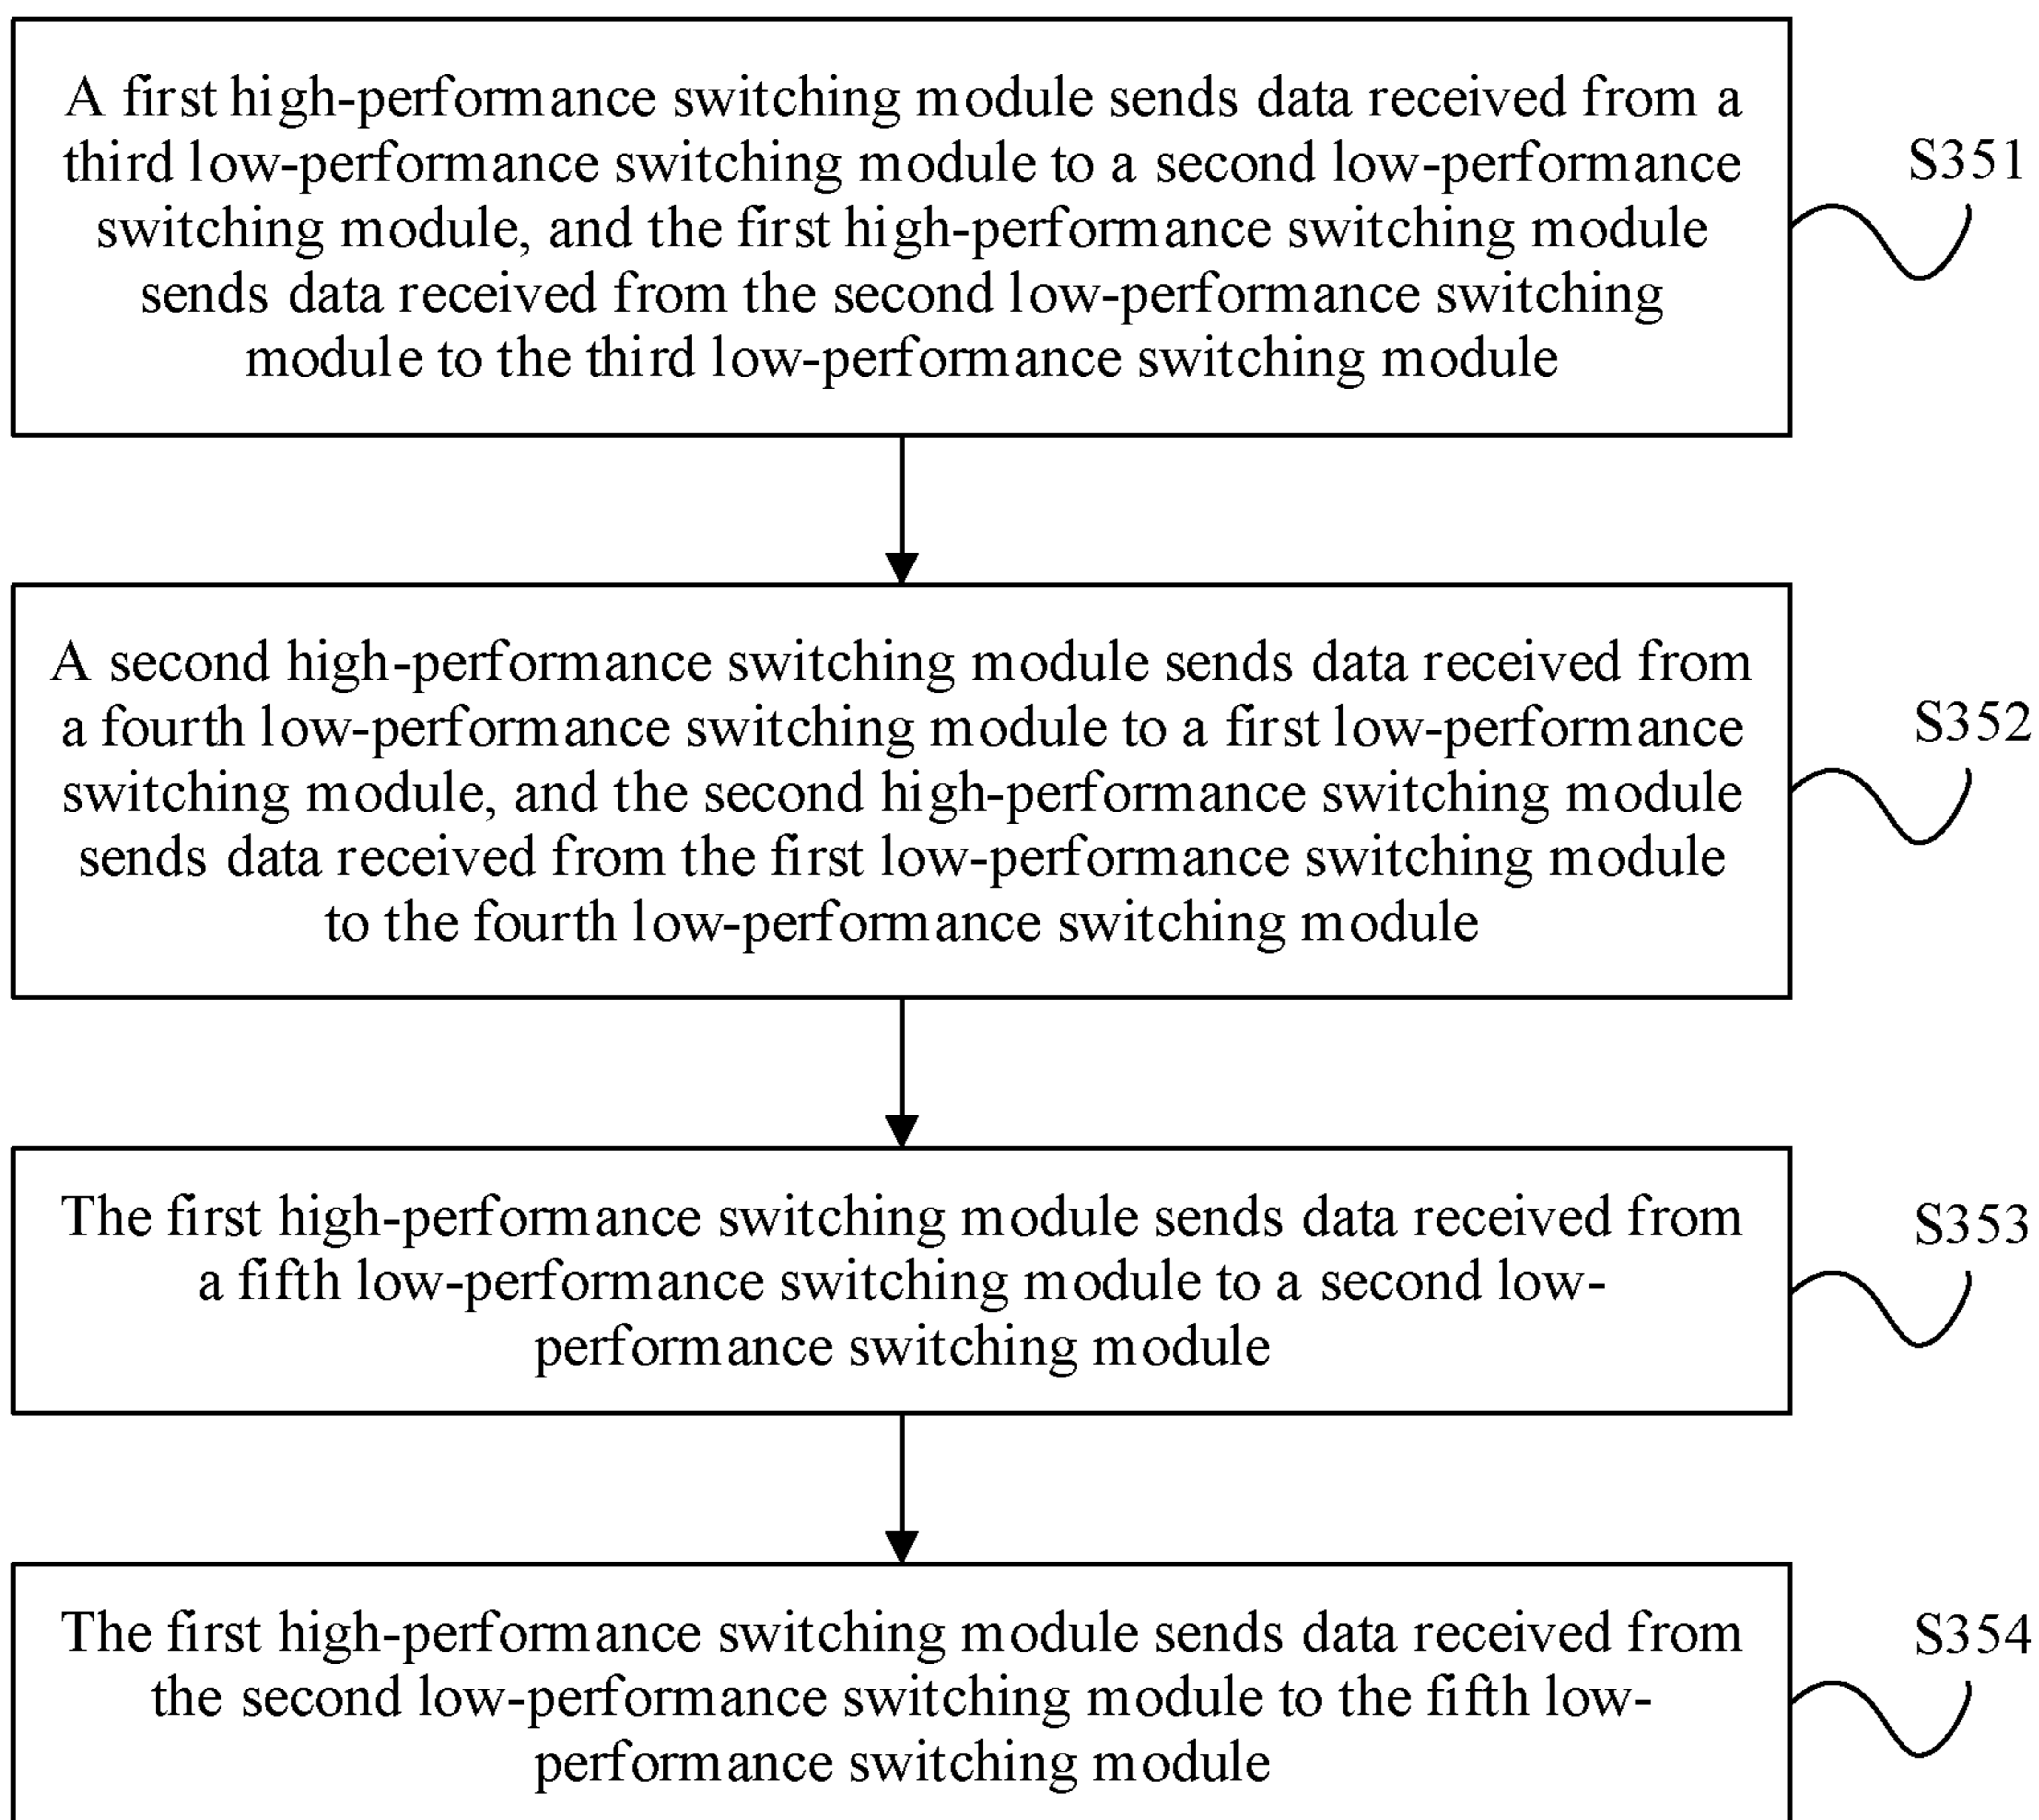 A first high-performance switching module sends data received from a
third low-performance switching module to a second low-performance
switching module, and the first high-performance switching module
sends data received from the second low-performance switching
module to the third low-performance switching module
S351
A second high-performance switching module sends data received from
a fourth low-performance switching module to a first low-performance
switching module, and the second high-performance switching module
sends data received from the first low-performance switching module
to the fourth low-performance switching module
S352
The first high-performance switching module sends data received from
a fifth low-performance switching module to a second low-
performance switching module
S353
The first high-performance switching module sends data received from
the second low-performance switching module to the fifth low-
performance switching module
S354